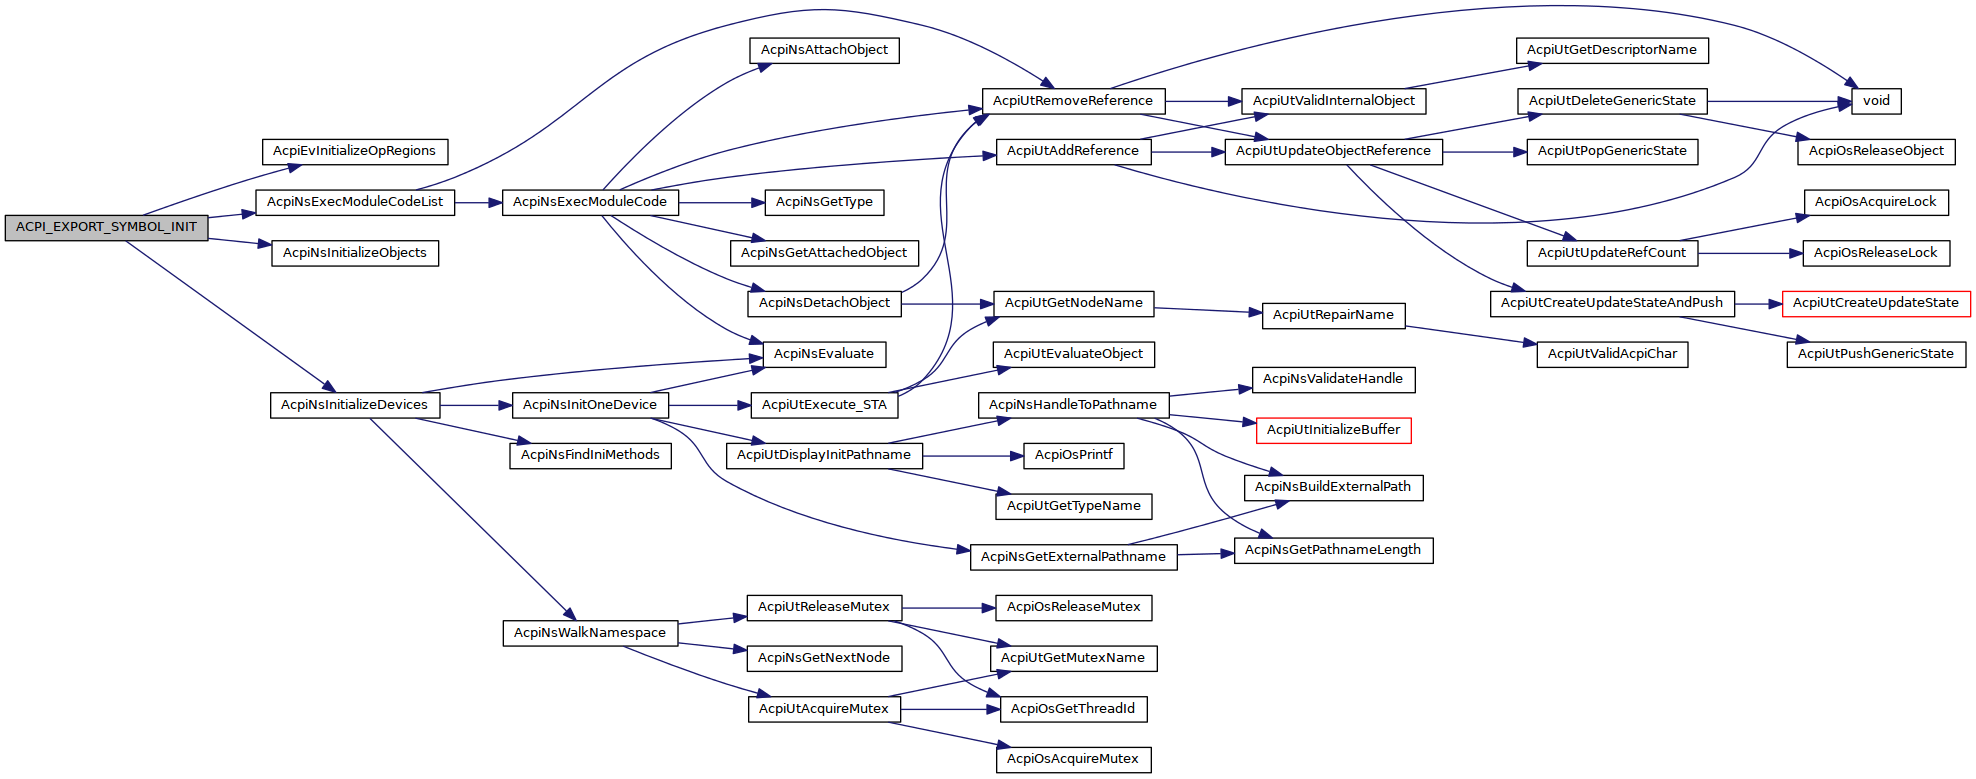 ACPI_EXPORT_SYMBOL_INIT
AcpiEvInitializeOpRegions
AcpiNsExecModuleCodeList
AcpiNsInitializeObjects
AcpiNsInitializeDevices
AcpiNsExecModuleCode
AcpiNsInitOneDevice
AcpiNsFindIniMethods
AcpiNsWalkNamespace
AcpiNsAttachObject
AcpiNsGetType
AcpiNsGetAttachedObject
AcpiNsDetachObject
AcpiNsEvaluate
AcpiUtExecute_STA
AcpiUtDisplayInitPathname
AcpiUtReleaseMutex
AcpiNsGetNextNode
AcpiUtAcquireMutex
AcpiUtRemoveReference
AcpiUtAddReference
AcpiUtGetNodeName
AcpiUtEvaluateObject
AcpiNsHandleToPathname
AcpiOsPrintf
AcpiUtGetTypeName
AcpiNsGetExternalPathname
AcpiOsReleaseMutex
AcpiUtGetMutexName
AcpiOsGetThreadId
AcpiOsAcquireMutex
AcpiUtValidInternalObject
AcpiUtUpdateObjectReference
AcpiUtRepairName
AcpiNsValidateHandle
AcpiUtInitializeBuffer
AcpiNsBuildExternalPath
AcpiNsGetPathnameLength
AcpiUtGetDescriptorName
AcpiUtDeleteGenericState
AcpiUtPopGenericState
AcpiUtUpdateRefCount
AcpiUtCreateUpdateStateAndPush
AcpiUtValidAcpiChar
void
AcpiOsReleaseObject
AcpiOsAcquireLock
AcpiOsReleaseLock
AcpiUtCreateUpdateState
AcpiUtPushGenericState